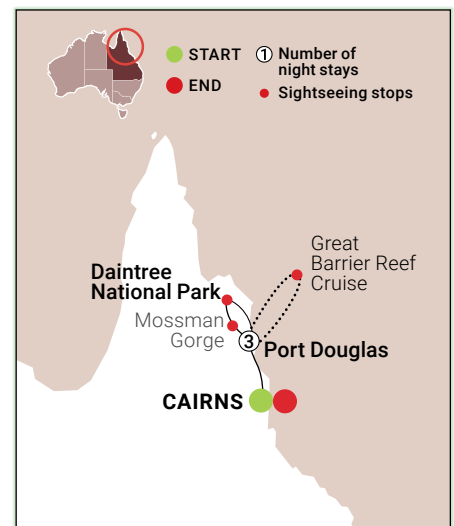 START
END
1 Number of
night stays
Sightseeing stops
Great
Barrier Reef
Cruise
Daintree
National Park
Mossman
Gorge
3
Port Douglas
CAIRNS